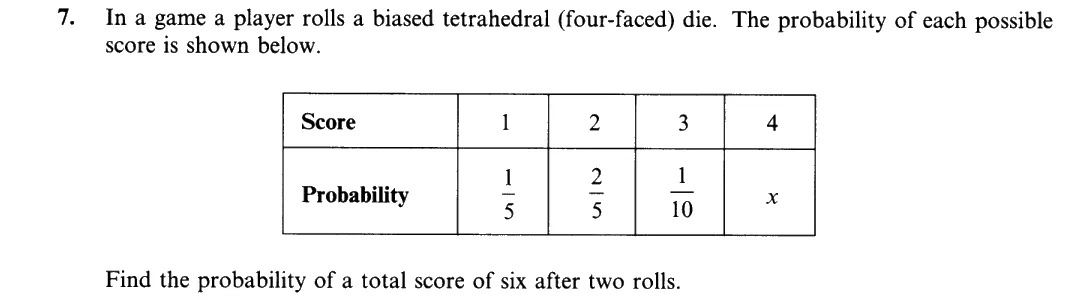 7. In a game a player rolls a biased tetrahedral (four-faced) die. The probability of each possible
score is shown below.
Score 1 2 3 4
Probability 1/5 2/5 1/10 x
Find the probability of a total score of six after two rolls.